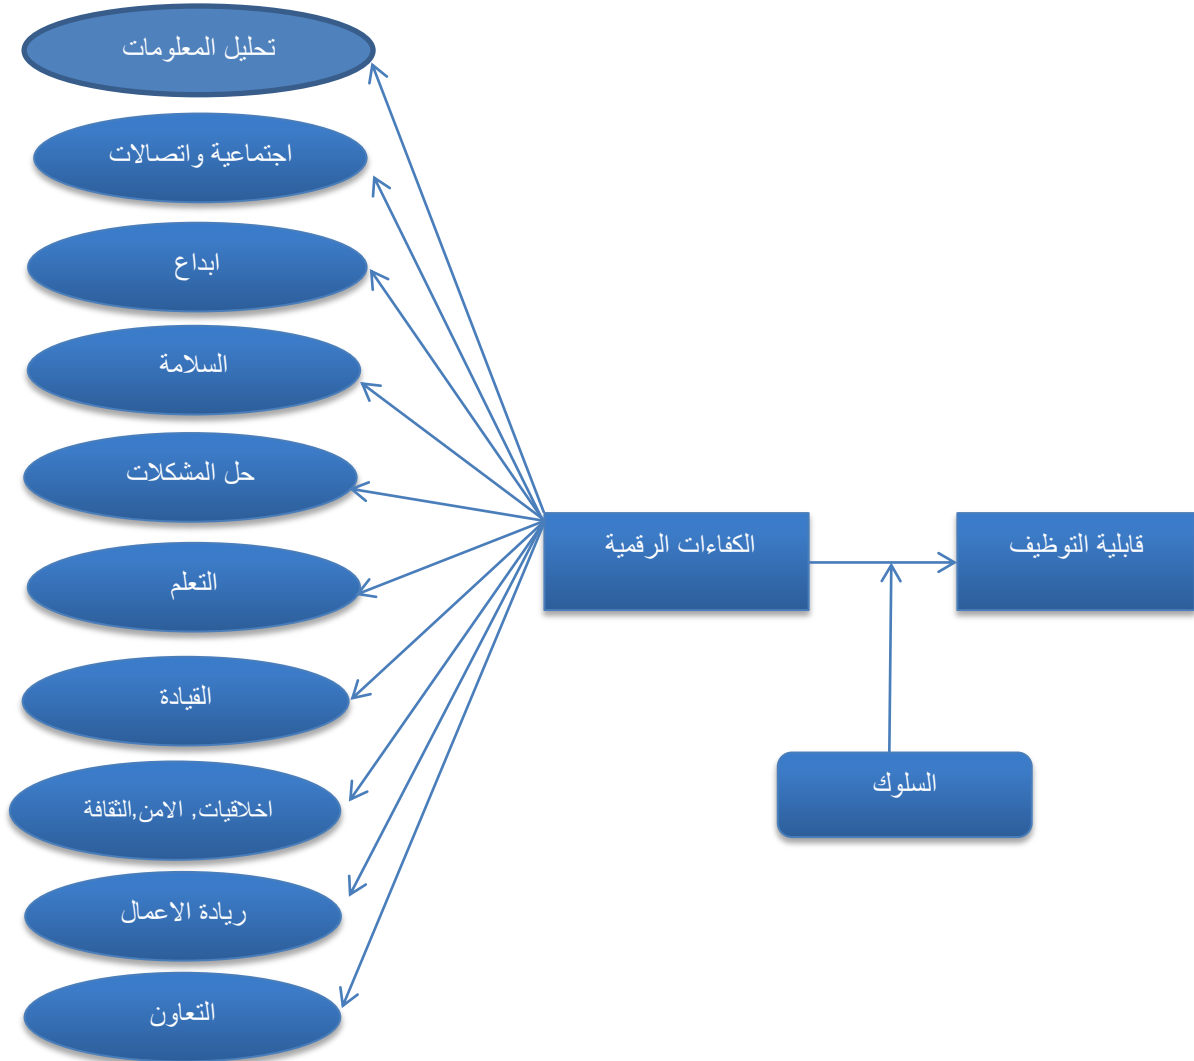 تحليل المعلومات
اجتماعية واتصالات
ابداع
السلامة
حل المشكلات
الكفاءات الرقمية
قابلية التوظيف
التعلم
القيادة
السلوك
اخلاقيات, الامن,الثقافة
ريادة الاعمال
التعاون